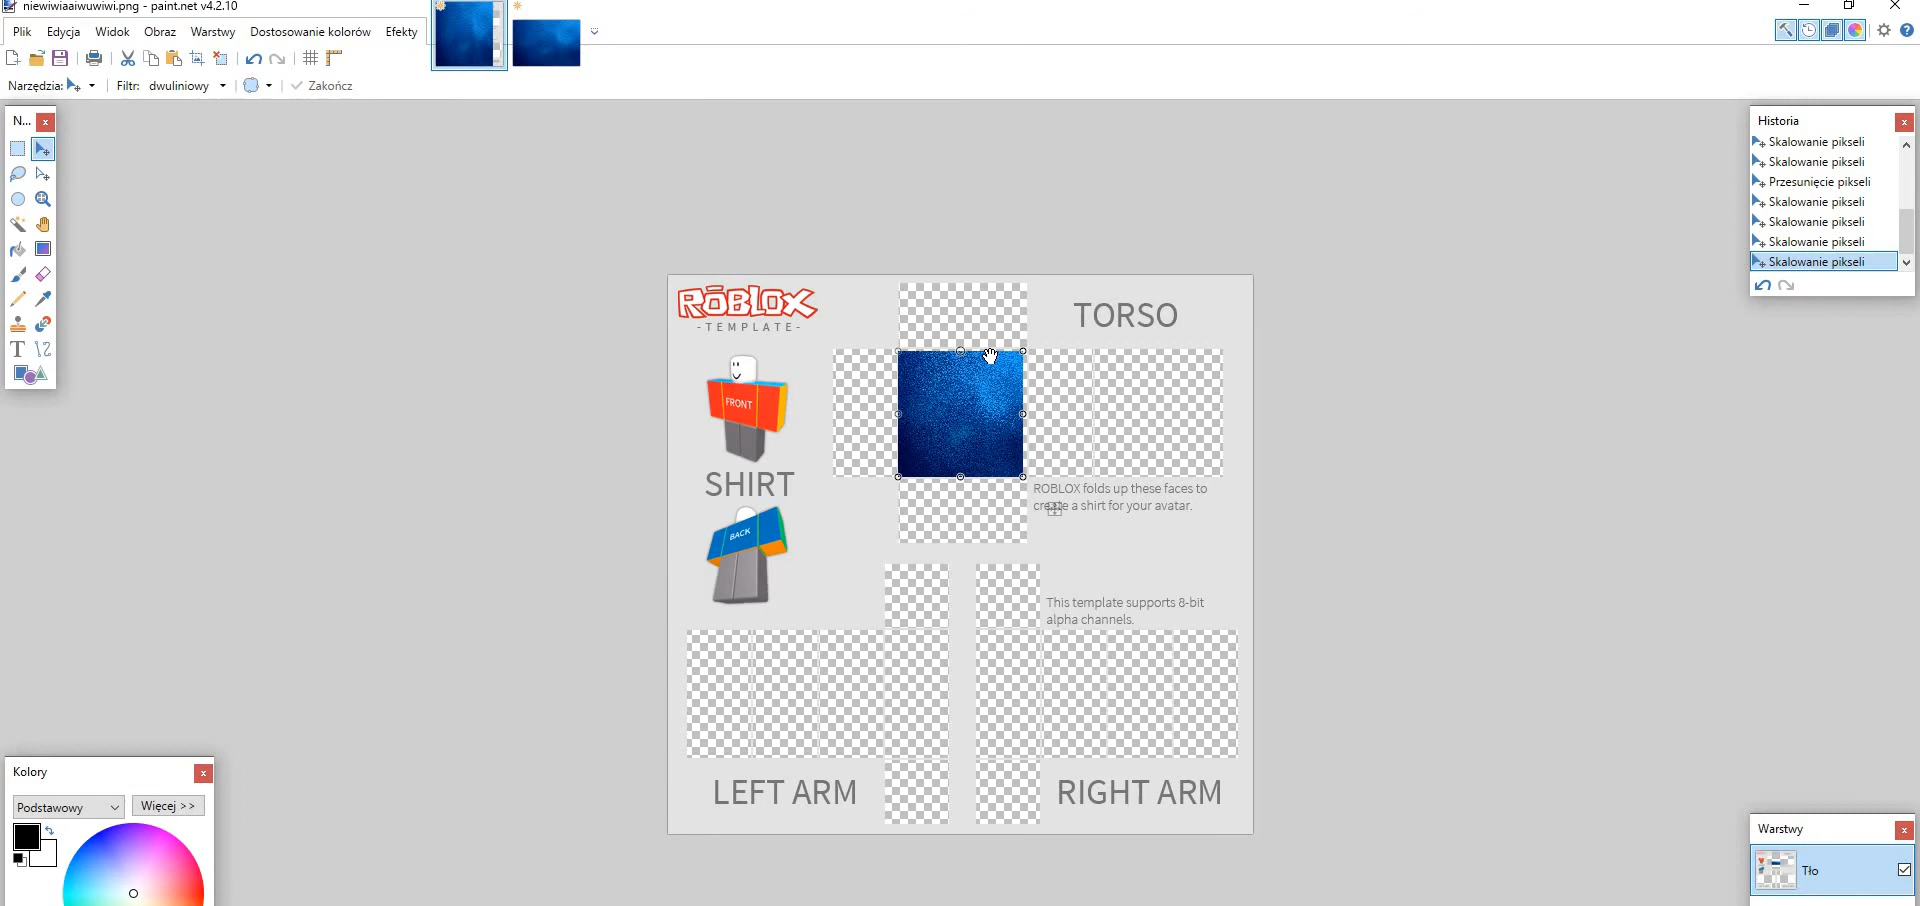 newiwiaaiwuwiwi.png - paint.net v4.2.10
Plik Edycja Widok Obraz Warstwy Dostosowanie kolorów Efekty
Narzędzia: Filtr: dwuliniowy Zakończ
N...
Historia
Skalowanie pikseli
Skalowanie pikseli
Przesunięcie pikseli
Skalowanie pikseli
Skalowanie pikseli
Skalowanie pikseli
Skalowanie pikseli
ROBLOX
-TEMPLATE-
TORSO
FRONT
SHIRT
BACK
ROBLOX folds up these faces to
create a shirt for your avatar.
This template supports 8-bit
alpha channels.
LEFT ARM
RIGHT ARM
Kolory
Podstawowy
Więcej >>
Warstwy
Tło